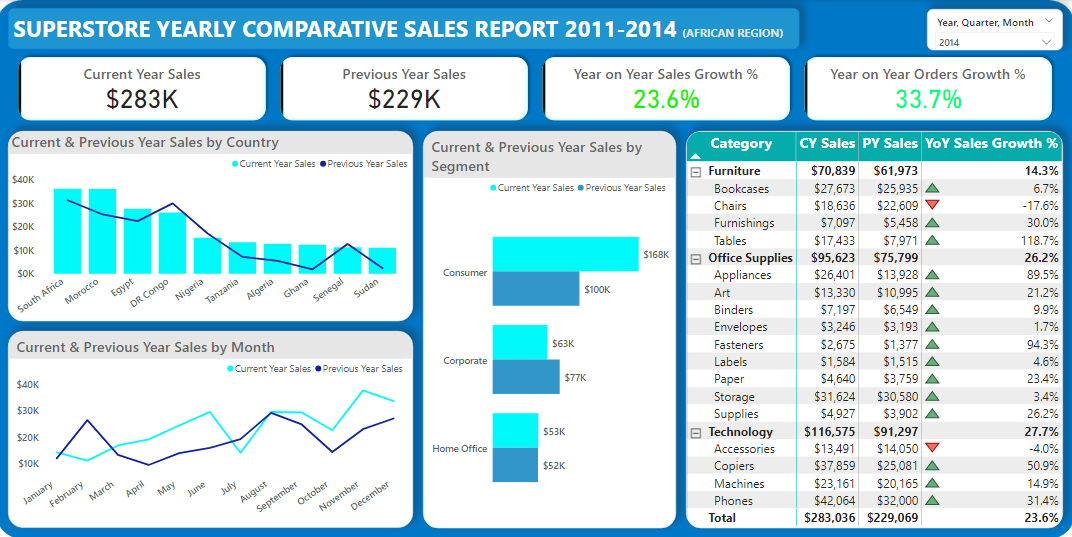 SUPERSTORE YEARLY COMPARATIVE SALES REPORT 2011-2014 (AFRICAN REGION)
Year, Quarter, Month
2014
Current Year Sales
$283K
Previous Year Sales
$229K
Year on Year Sales Growth %
23.6%
Year on Year Orders Growth %
33.7%
Current & Previous Year Sales by Country
Current Year Sales Previous Year Sales
$40K
$30K
$20K
$10K
$0K
South Africa Morocco Egypt DR Congo Nigeria Tanzania Algeria Ghana Senegal Sudan
Current & Previous Year Sales by Month
Current Year Sales Previous Year Sales
$40K
$30K
$20K
$10K
January February March April May June July August September October November December
Current & Previous Year Sales by
Segment
Current Year Sales Previous Year Sales
Consumer $168K
$100K
Corporate $63K
$77K
Home Office $53K
$52K
Category CY Sales PY Sales YoY Sales Growth %
Furniture $70,839 $61,973 14.3%
Bookcases $27,673 $25,935 6.7%
Chairs $18,636 $22,609 -17.6%
Furnishings $7,097 $5,458 30.0%
Tables $17,433 $7,971 118.7%
Office Supplies $95,623 $75,799 26.2%
Appliances $26,401 $13,928 89.5%
Art $13,330 $10,995 21.2%
Binders $7,197 $6,549 9.9%
Envelopes $3,246 $3,193 1.7%
Fasteners $2,675 $1,377 94.3%
Labels $1,584 $1,515 4.6%
Paper $4,640 $3,759 23.4%
Storage $31,624 $30,580 3.4%
Supplies $4,927 $3,902 26.2%
Technology $116,575 $91,297 27.7%
Accessories $13,491 $14,050 -4.0%
Copiers $37,859 $25,081 50.9%
Machines $23,161 $20,165 14.9%
Phones $42,064 $32,000 31.4%
Total $283,036 $229,069 23.6%